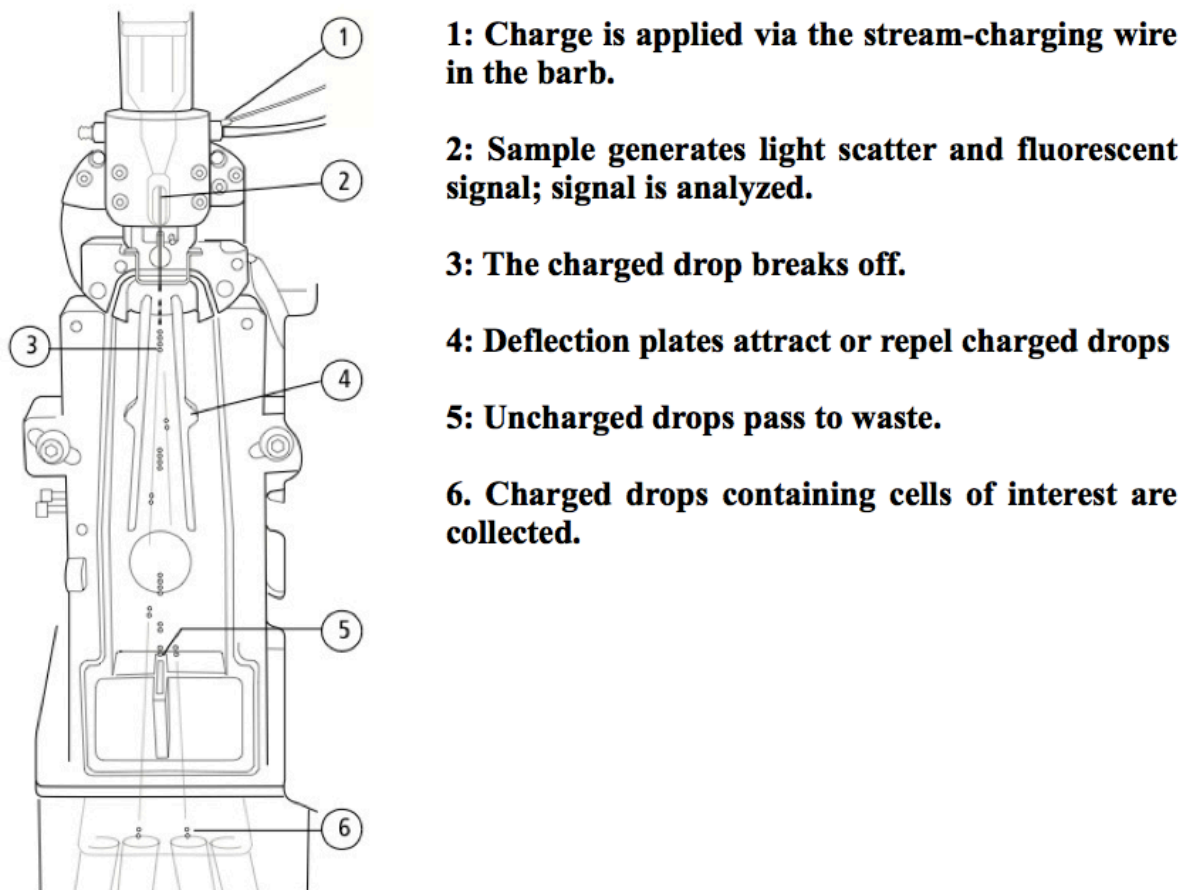 1
2
3
4
5
6
1: Charge is applied via the stream-charging wire
in the barb.
2: Sample generates light scatter and fluorescent
signal; signal is analyzed.
3: The charged drop breaks off.
4: Deflection plates attract or repel charged drops
5: Uncharged drops pass to waste.
6. Charged drops containing cells of interest are
collected.